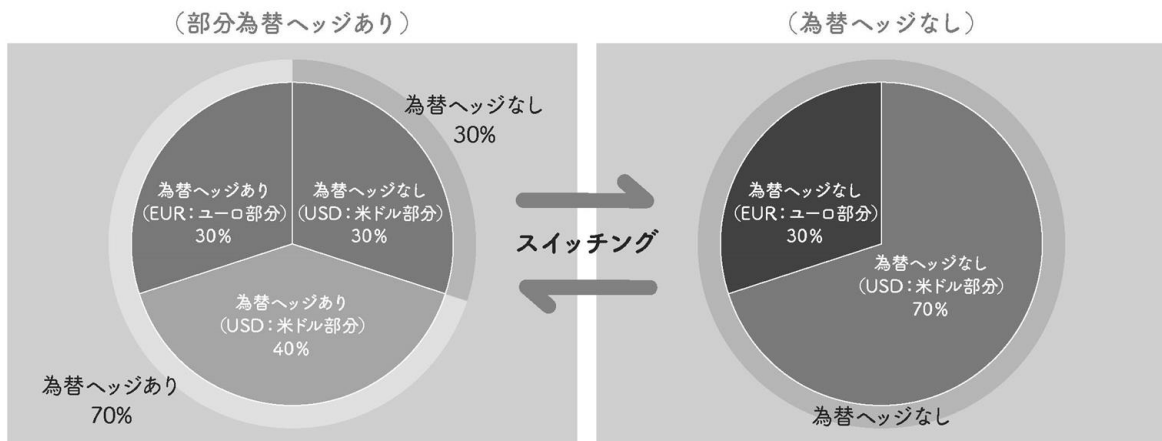 （部分為替ヘッジあり）
為替ヘッジなし
30%
為替ヘッジあり
（EUR：ユーロ部分）
30%
為替ヘッジなし
（USD：米ドル部分）
30%
為替ヘッジあり
（USD：米ドル部分）
40%
為替ヘッジあり
70%
スイッチング
（為替ヘッジなし）
為替ヘッジなし
（EUR：ユーロ部分）
30%
為替ヘッジなし
（USD：米ドル部分）
70%
為替ヘッジなし